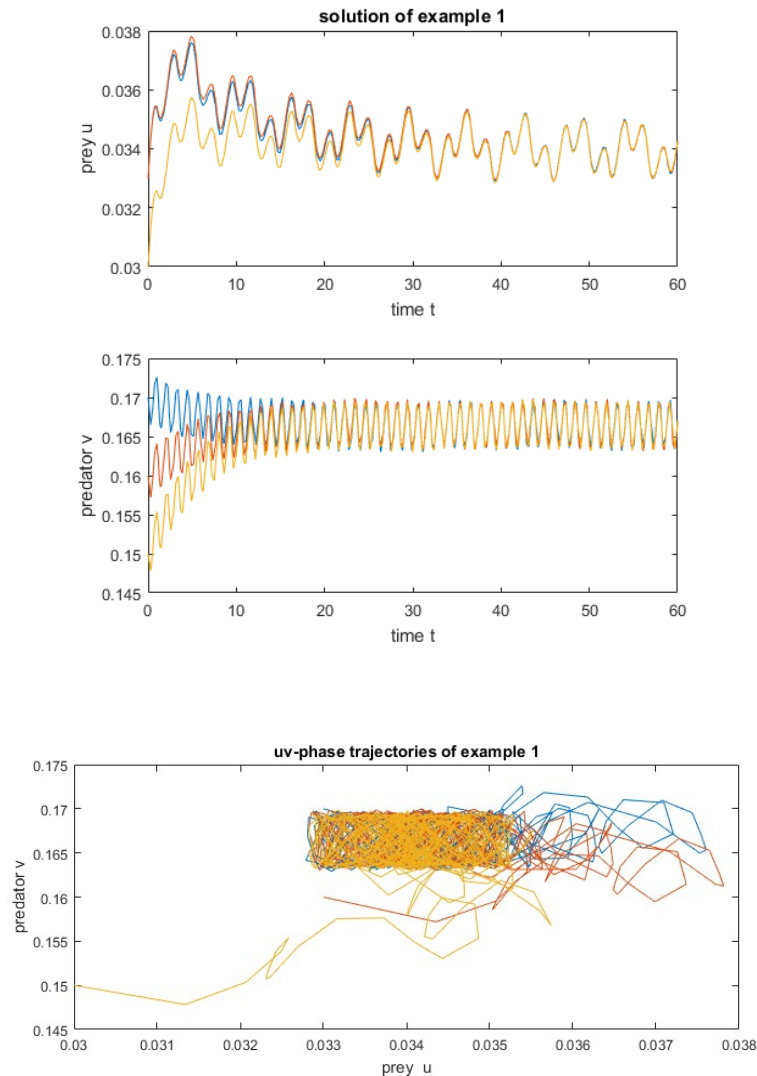 solution of example 1
0.038
0.036
0.034
0.032
0.03
prey u
0 10 20 30 40 50 60
time t
0.175
0.17
0.165
0.16
0.155
0.15
0.145
predator v
0 10 20 30 40 50 60
time t
uv-phase trajectories of example 1
0.175
0.17
0.165
0.16
0.155
0.15
0.145
predator v
0.03 0.031 0.032 0.033 0.034 0.035 0.036 0.037 0.038
prey u